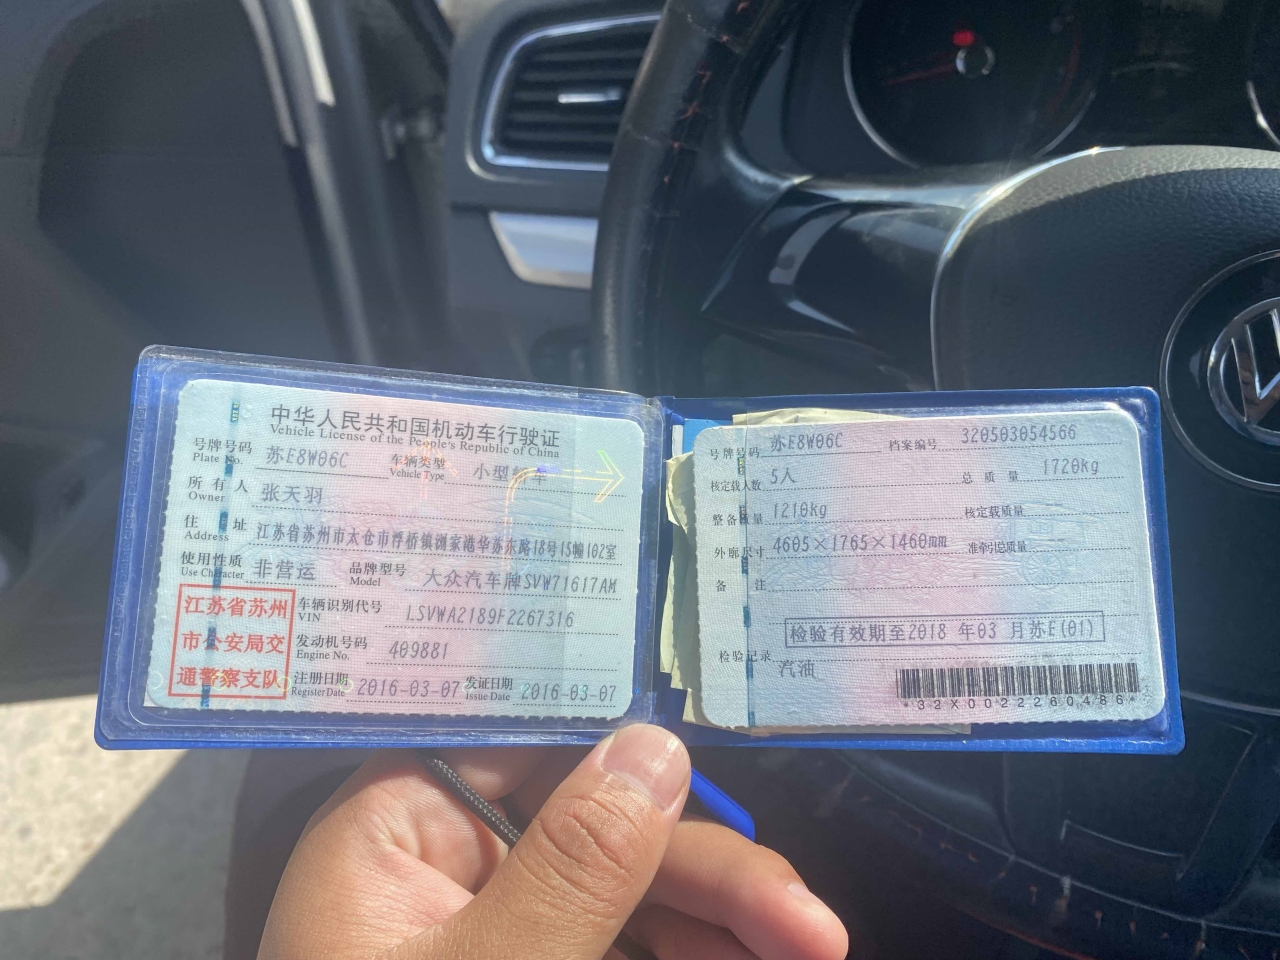 中华人民共和国机动车行驶证
Vehicle License of the People's Republic of China
号牌号码 苏E8W06C 车辆类型 小型轿车
Plate No. Vehicle Type
所有人 张天羽
Owner
住址 江苏省苏州市太仓市浮桥镇浏家港华苏东路18号15幢102室
Address
使用性质 非营运 品牌型号 大众汽车牌SVW71617AM
Use Character Model
江苏省苏州
市公安局交
通警察支队
车辆识别代号 LSVWA2189F2267316
VIN
发动机号码 409881
Engine No.
注册日期 2016-03-07 发证日期 2016-03-07
Register Date Issue Date
号牌号码 苏E8W06C 档案编号 320503054566
核定载人数 5人 总质量 1720kg
整备质量 1210kg 核定载质量
外廓尺寸 4605×1765×1460mm 准牵引总质量
备注
检验有效期至2018 年03 月苏E(01)
检验记录
汽油
*32X0022260486*